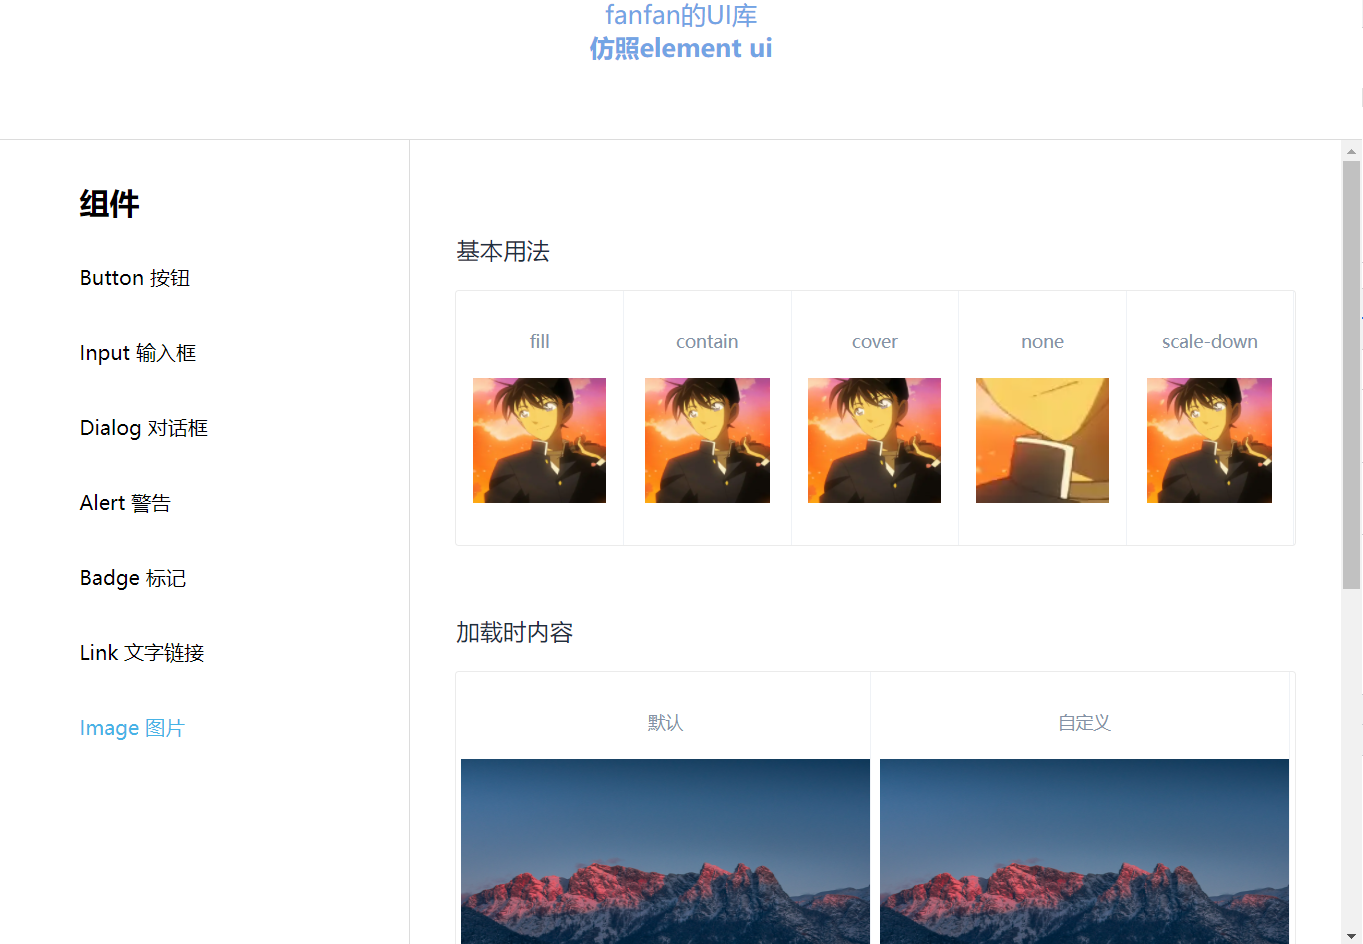 fanfan的UI库
仿照element ui
组件
Button 按钮
Input 输入框
Dialog 对话框
Alert 警告
Badge 标记
Link 文字链接
Image 图片
基本用法
fill
contain
cover
none
scale-down
加载时内容
默认
自定义